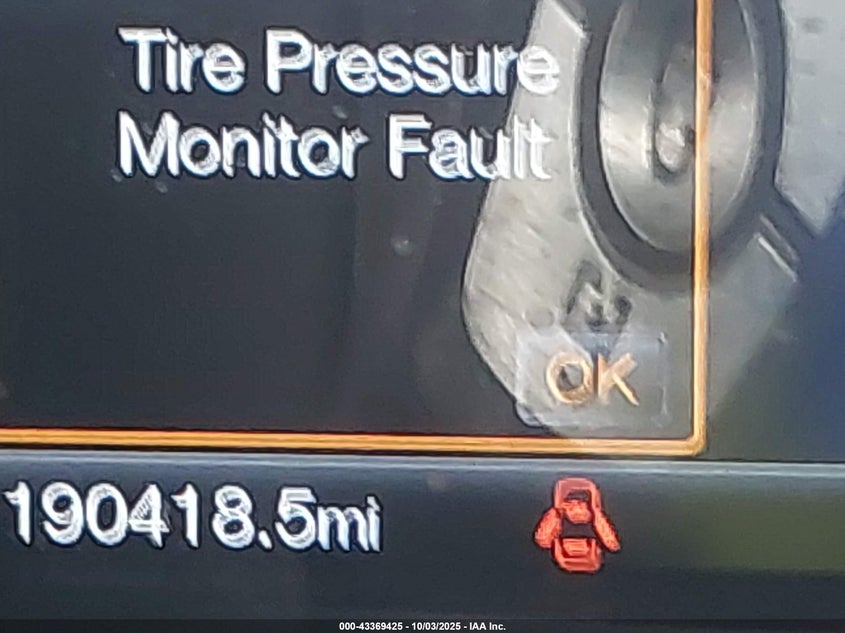 Tire Pressure
Monitor Fault
OK
190418.5mi
000-43369425 - 10/03/2025 - IAA Inc.